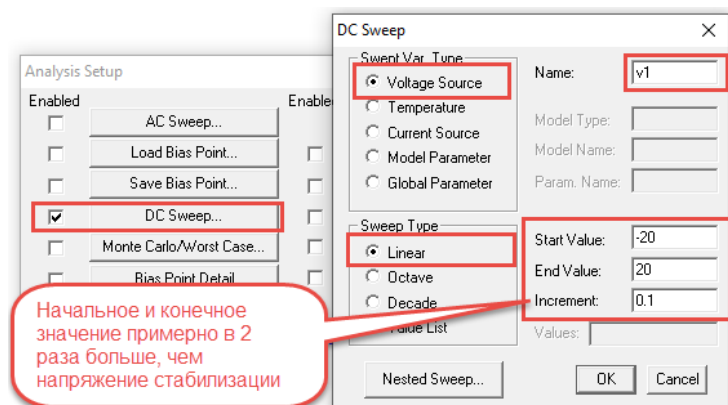 Analysis Setup
Enabled
Enable
AC Sweep...
Load Bias Point...
Save Bias Point...
DC Sweep...
Monte Carlo/Worst Case...
Bias Point Detail
Начальное и конечное
значение примерно в 2
раза больше, чем
напряжение стабилизации
DC Sweep
Swept Var. Type
Voltage Source
Temperature
Current Source
Model Parameter
Global Parameter
Name:
v1
Model Type:
Model Name:
Param. Name:
Sweep Type
Linear
Octave
Decade
Value List
Start Value:
-20
End Value:
20
Increment:
0.1
Values:
Nested Sweep...
OK
Cancel